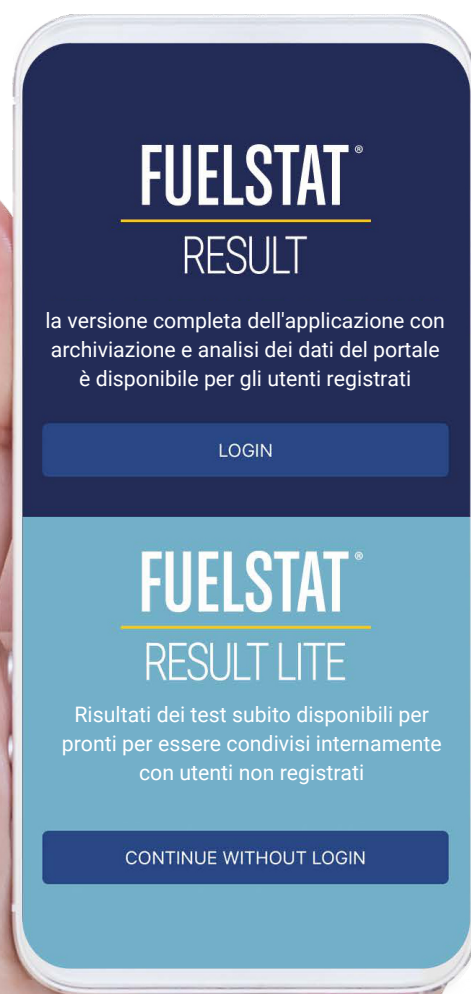 FUELSTAT®
RESULT
la versione completa dell'applicazione con
archiviazione e analisi dei dati del portale
è disponibile per gli utenti registrati
LOGIN
FUELSTAT®
RESULT LITE
Risultati dei test subito disponibili per
pronti per essere condivisi internamente
con utenti non registrati
CONTINUE WITHOUT LOGIN